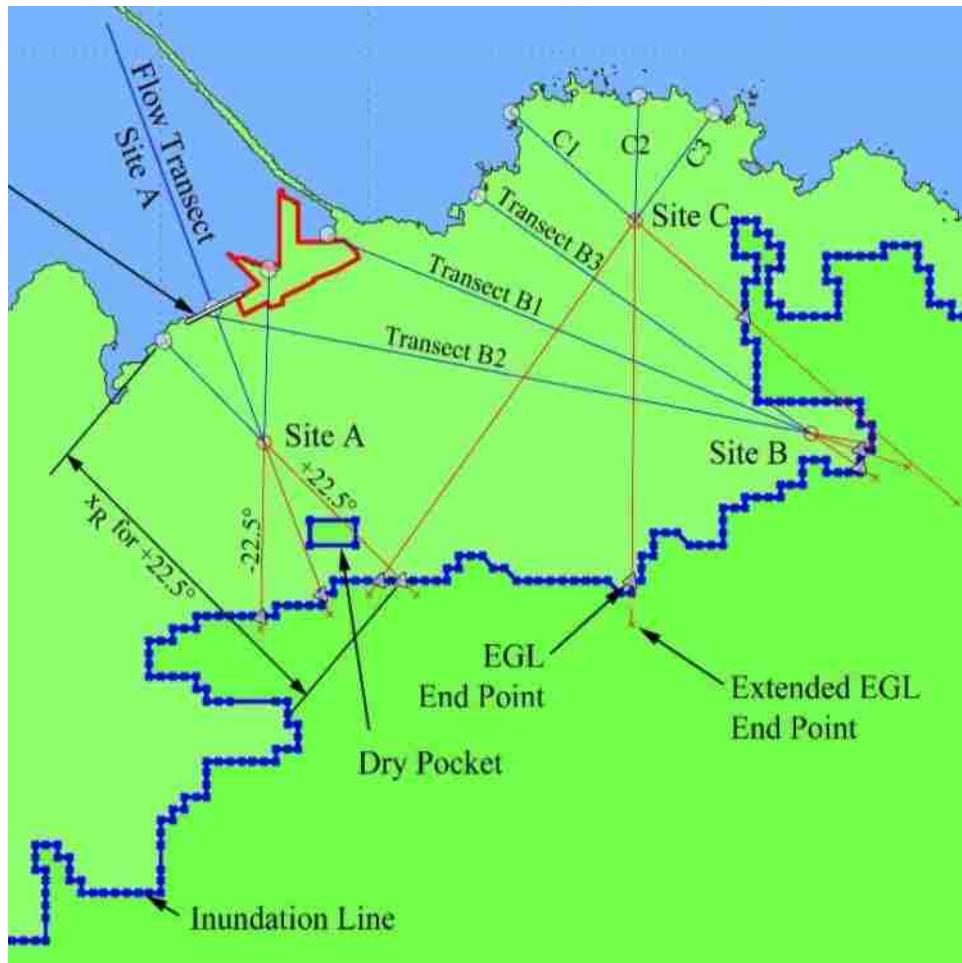 Flow Transect
Site A
C1
C2
C3
Site C
Transect B3
Transect B1
Transect B2
Site A
Site B
+22.5°
-22.5°
xR for +22.5°
EGL
End Point
Extended EGL
End Point
Dry Pocket
Inundation Line